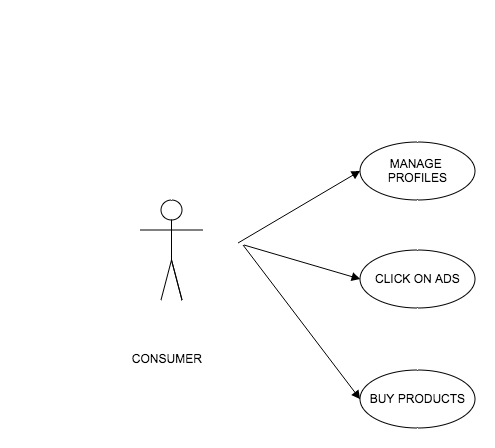 MANAGE
PROFILES
CLICK ON ADS
CONSUMER
BUY PRODUCTS